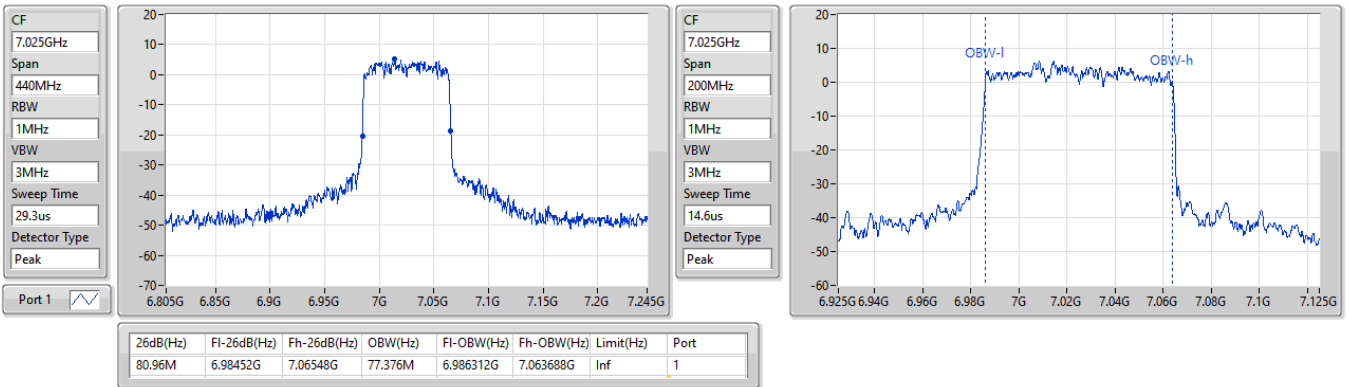 CF
7.025GHz
Span
440MHz
RBW
1MHz
VBW
3MHz
Sweep Time
29.3us
Detector Type
Peak
Port 1
20
10
0
-10
-20
-30
-40
-50
-60
-70
6.805G 6.85G 6.9G 6.95G 7G 7.05G 7.1G 7.15G 7.2G 7.245G
CF
7.025GHz
Span
200MHz
RBW
1MHz
VBW
3MHz
Sweep Time
14.6us
Detector Type
Peak
20
10
0
-10
-20
-30
-40
-50
-60
OBW-l
OBW-h
6.925G 6.94G 6.96G 6.98G 7G 7.02G 7.04G 7.06G 7.08G 7.1G 7.125G
26dB(Hz) Fl-26dB(Hz) Fh-26dB(Hz) OBW(Hz) Fl-OBW(Hz) Fh-OBW(Hz) Limit(Hz) Port
80.96M 6.98452G 7.06548G 77.376M 6.986312G 7.063688G Inf 1